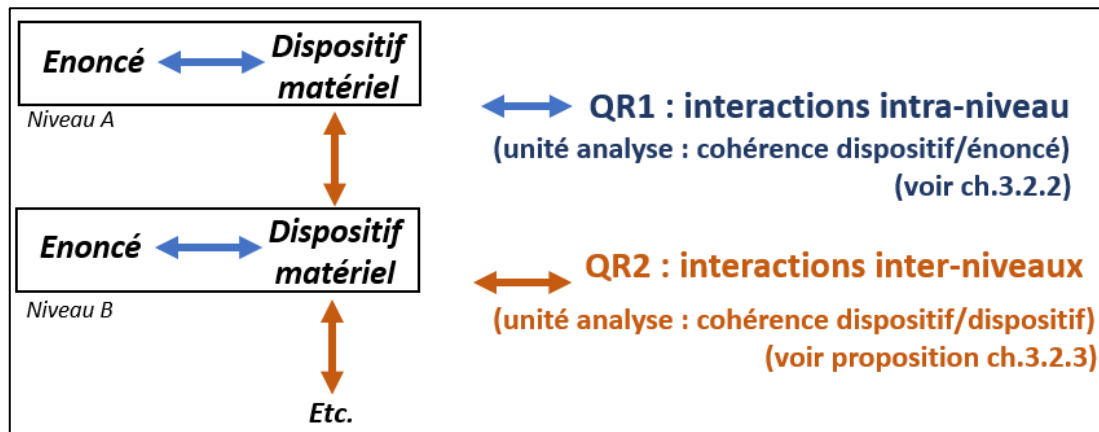 Enoncé
Dispositif
matériel
Niveau A
QR1 : interactions intra-niveau
(unité analyse : cohérence dispositif/énoncé)
(voir ch.3.2.2)
Enoncé
Dispositif
matériel
Niveau B
QR2 : interactions inter-niveaux
(unité analyse : cohérence dispositif/dispositif)
(voir proposition ch.3.2.3)
Etc.